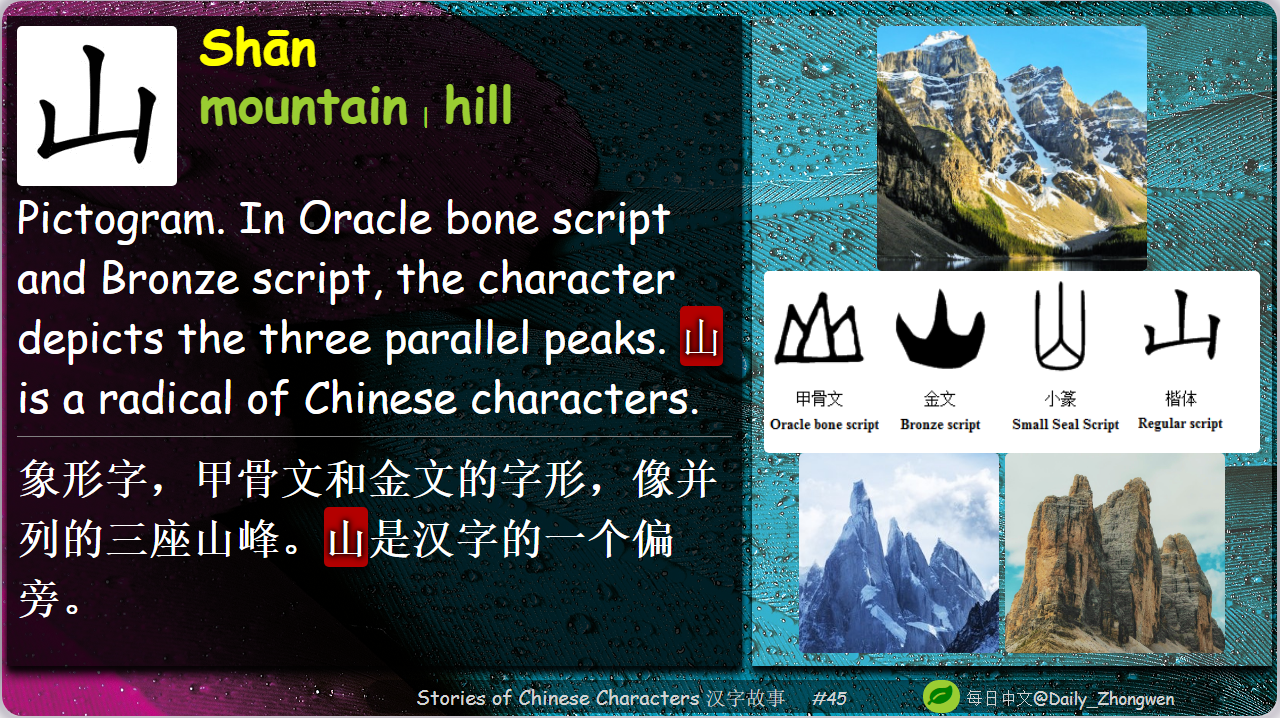 山
Shān
mountain | hill
Pictogram. In Oracle bone script
and Bronze script, the character
depicts the three parallel peaks. 山
is a radical of Chinese characters.
象形字，甲骨文和金文的字形，像并
列的三座山峰。山是汉字的一个偏
旁。
甲骨文 金文 小篆 楷体
Oracle bone script Bronze script Small Seal Script Regular script
Stories of Chinese Characters 汉字故事 #45 每日中文@Daily_Zhongwen